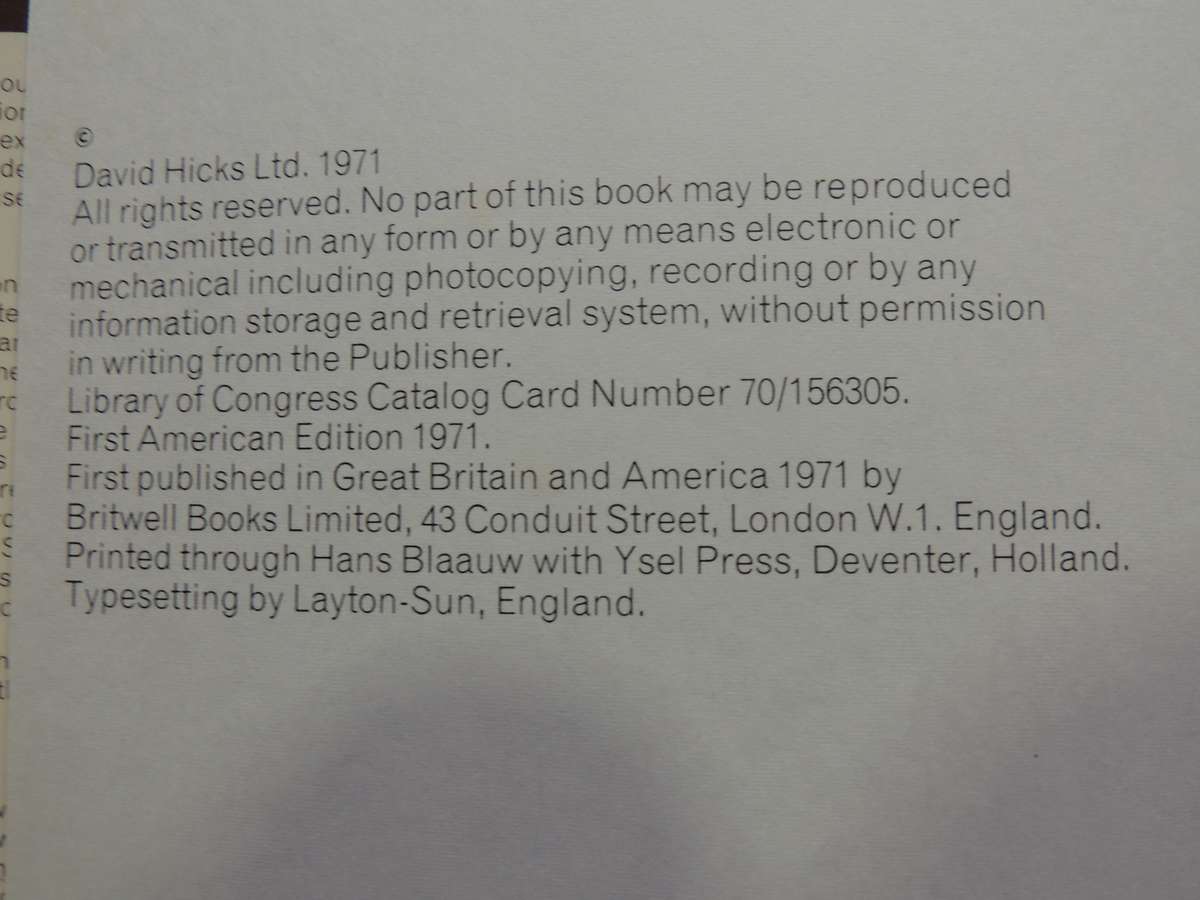 ©
David Hicks Ltd. 1971
All rights reserved. No part of this book may be reproduced
or transmitted in any form or by any means electronic or
mechanical including photocopying, recording or by any
information storage and retrieval system, without permission
in writing from the Publisher.
Library of Congress Catalog Card Number 70/156305.
First American Edition 1971.
First published in Great Britain and America 1971 by
Britwell Books Limited, 43 Conduit Street, London W.1. England.
Printed through Hans Blaauw with Ysel Press, Deventer, Holland.
Typesetting by Layton-Sun, England.